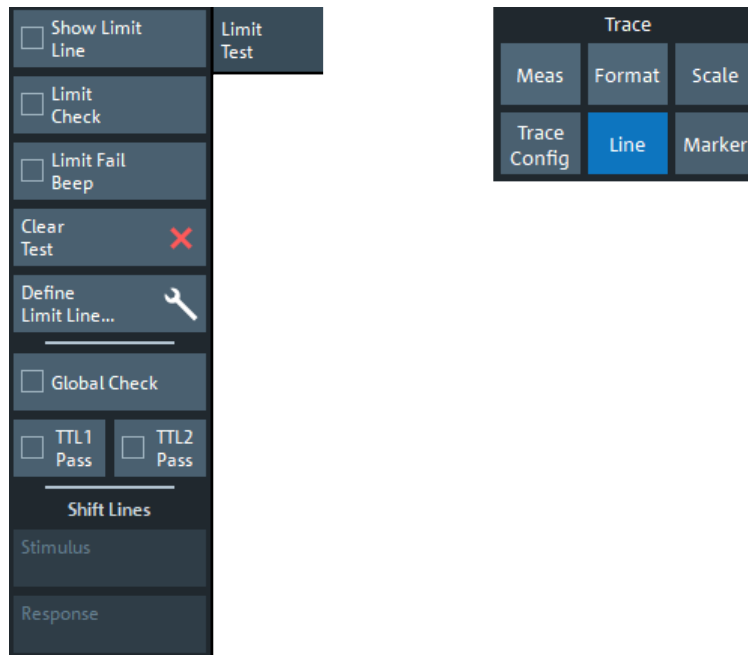 Show Limit
Line
Limit
Check
Limit Fail
Beep
Clear
Test
Define
Limit Line...
Global Check
TTL1
Pass
TTL2
Pass
Shift Lines
Stimulus
Response
Limit
Test
Trace
Meas
Format
Scale
Trace
Config
Line
Marker